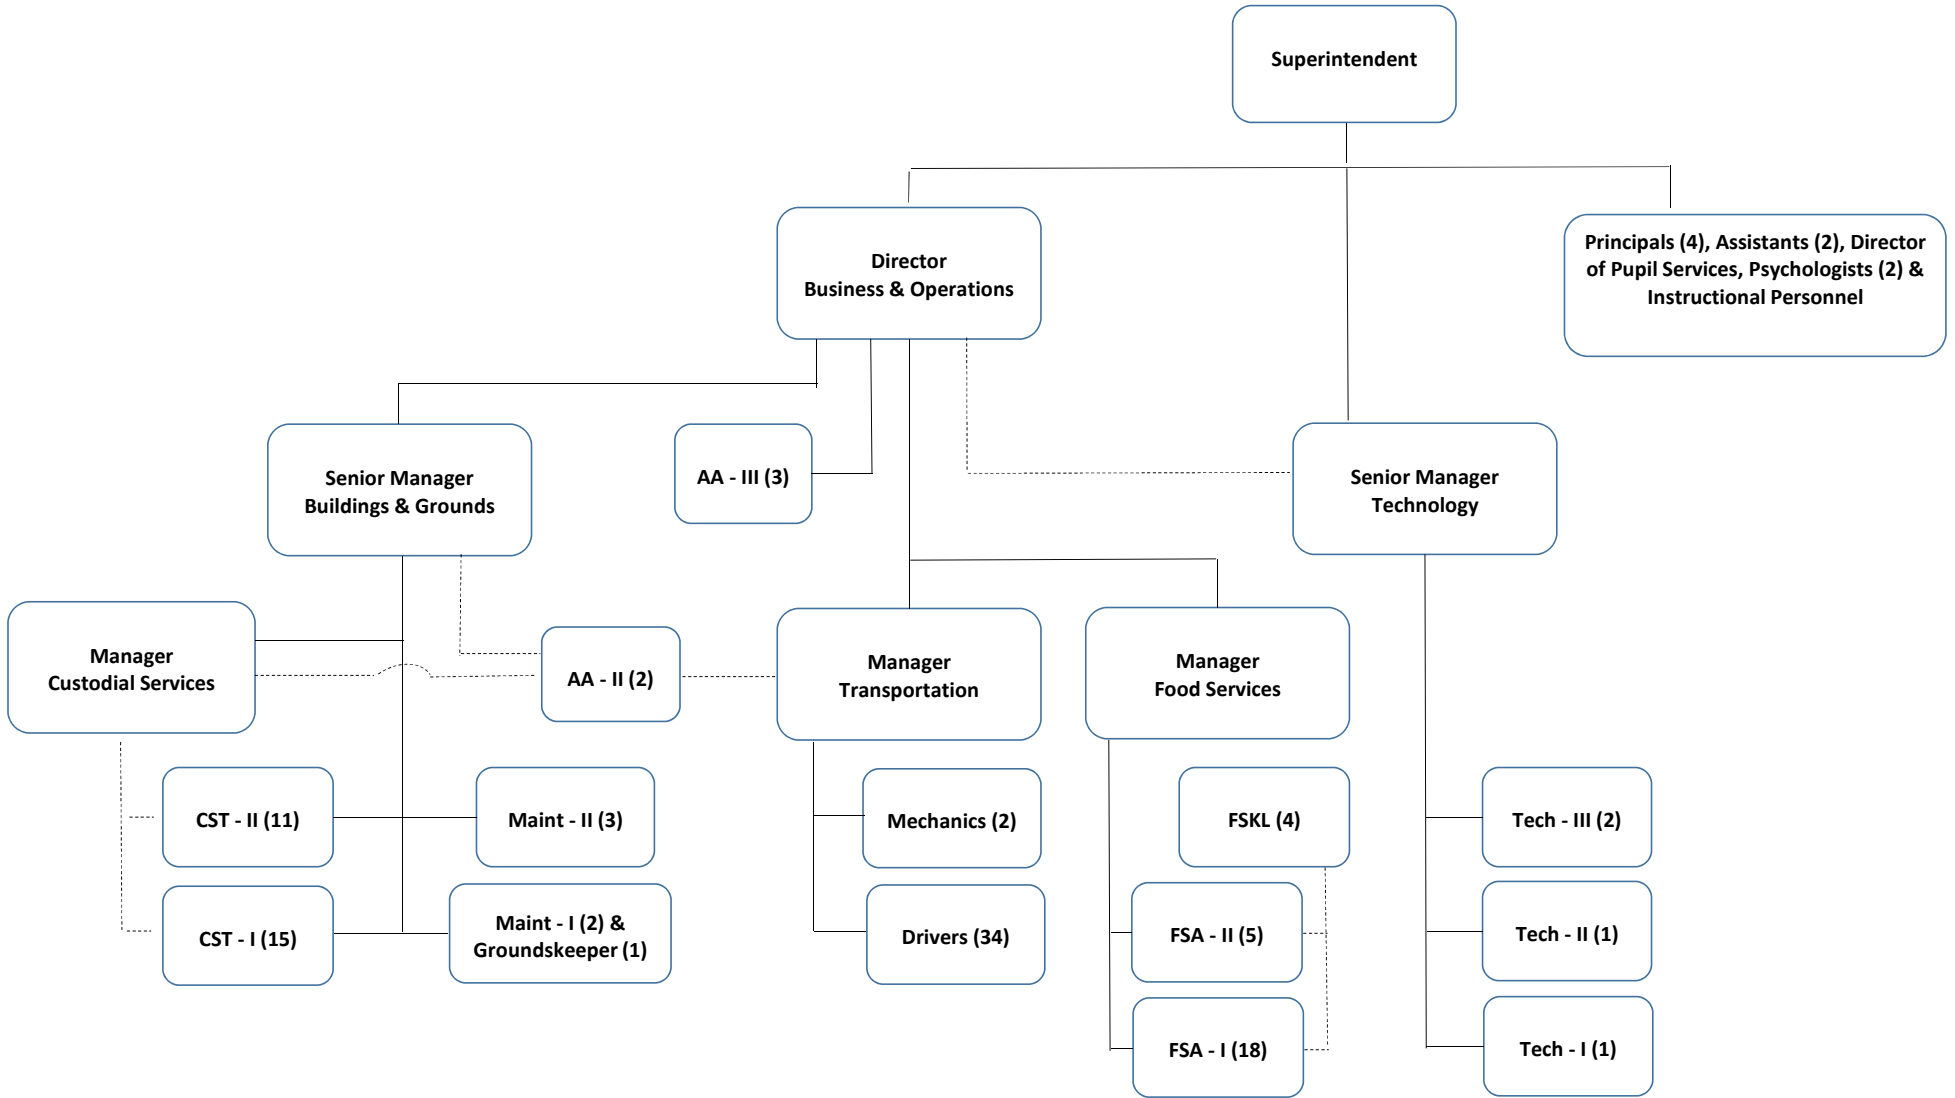 Superintendent
Director
Business & Operations
Principals (4), Assistants (2), Director
of Pupil Services, Psychologists (2) &
Instructional Personnel
Senior Manager
Buildings & Grounds
AA - III (3)
Senior Manager
Technology
Manager
Custodial Services
AA - II (2)
Manager
Transportation
Manager
Food Services
CST - II (11)
Maint - II (3)
Mechanics (2)
FSKL (4)
Tech - III (2)
CST - I (15)
Maint - I (2) &
Groundskeeper (1)
Drivers (34)
FSA - II (5)
Tech - II (1)
FSA - I (18)
Tech - I (1)